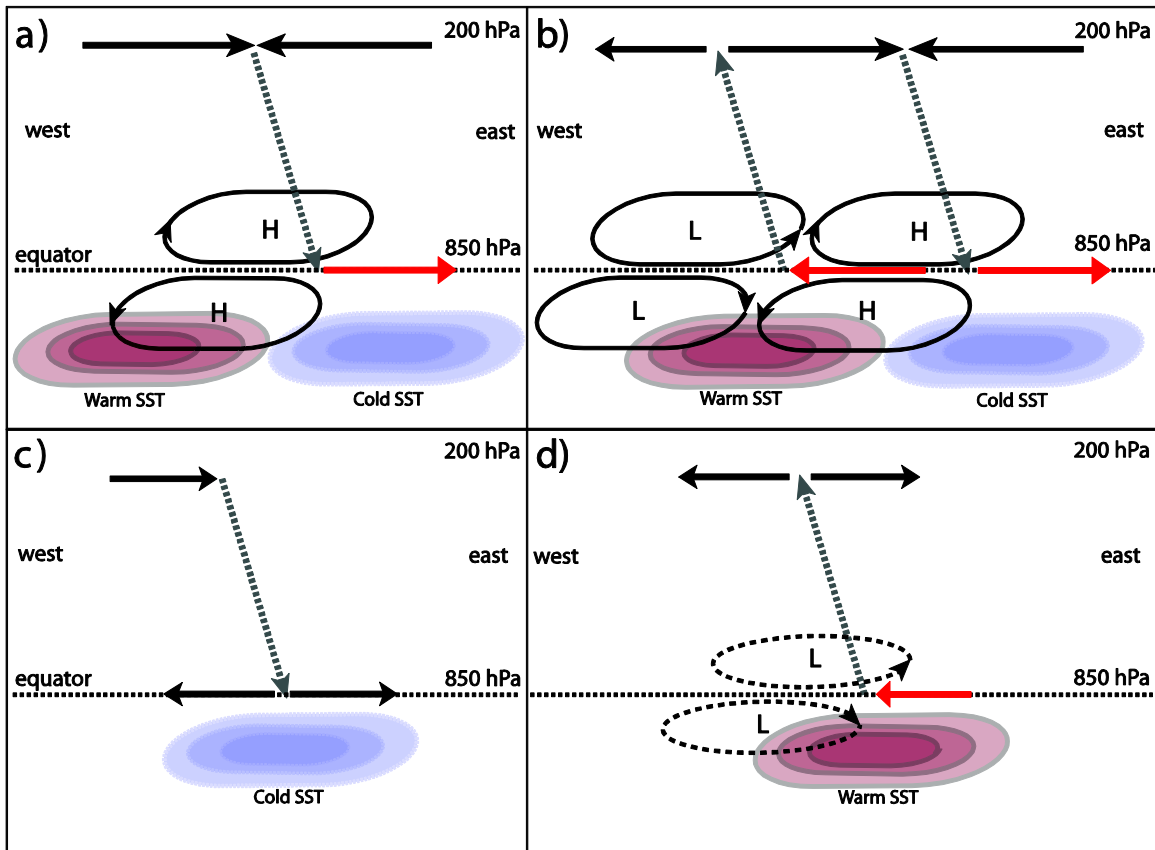 a)
200 hPa
west
east
H
equator
850 hPa
H
Warm SST
Cold SST
b)
200 hPa
west
east
L
H
850 hPa
L
H
Warm SST
Cold SST
c)
200 hPa
west
east
equator
850 hPa
Cold SST
d)
200 hPa
west
east
L
850 hPa
L
Warm SST